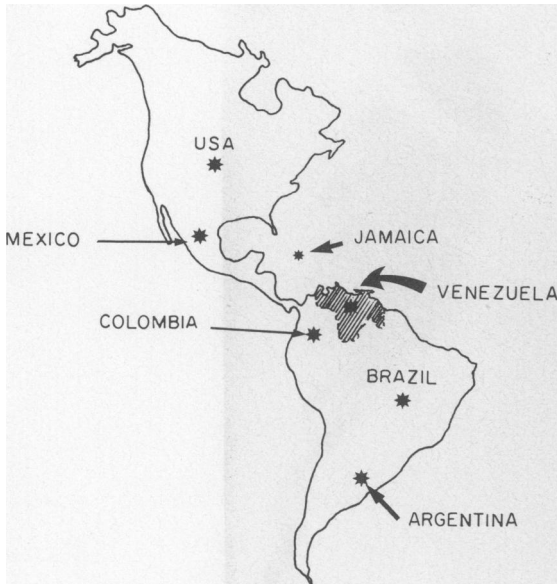 USA
MEXICO
JAMAICA
VENEZUELA
COLOMBIA
BRAZIL
ARGENTINA